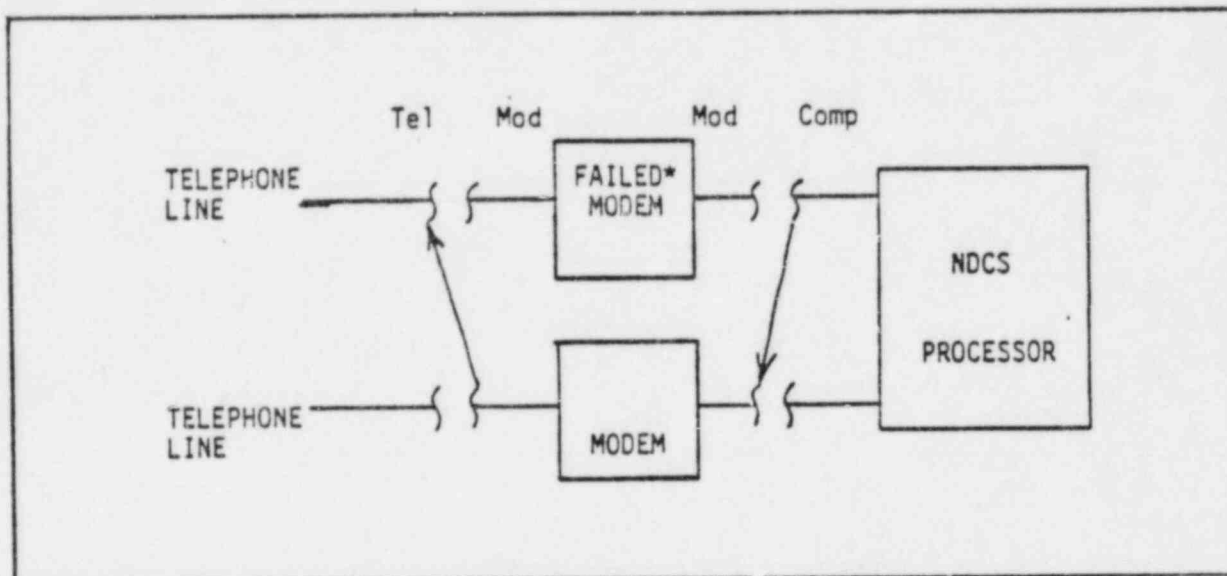 Tel Mod Mod Comp
TELEPHONE
LINE
FAILED*
MODEM
NDCS
PROCESSOR
TELEPHONE
LINE
MODEM